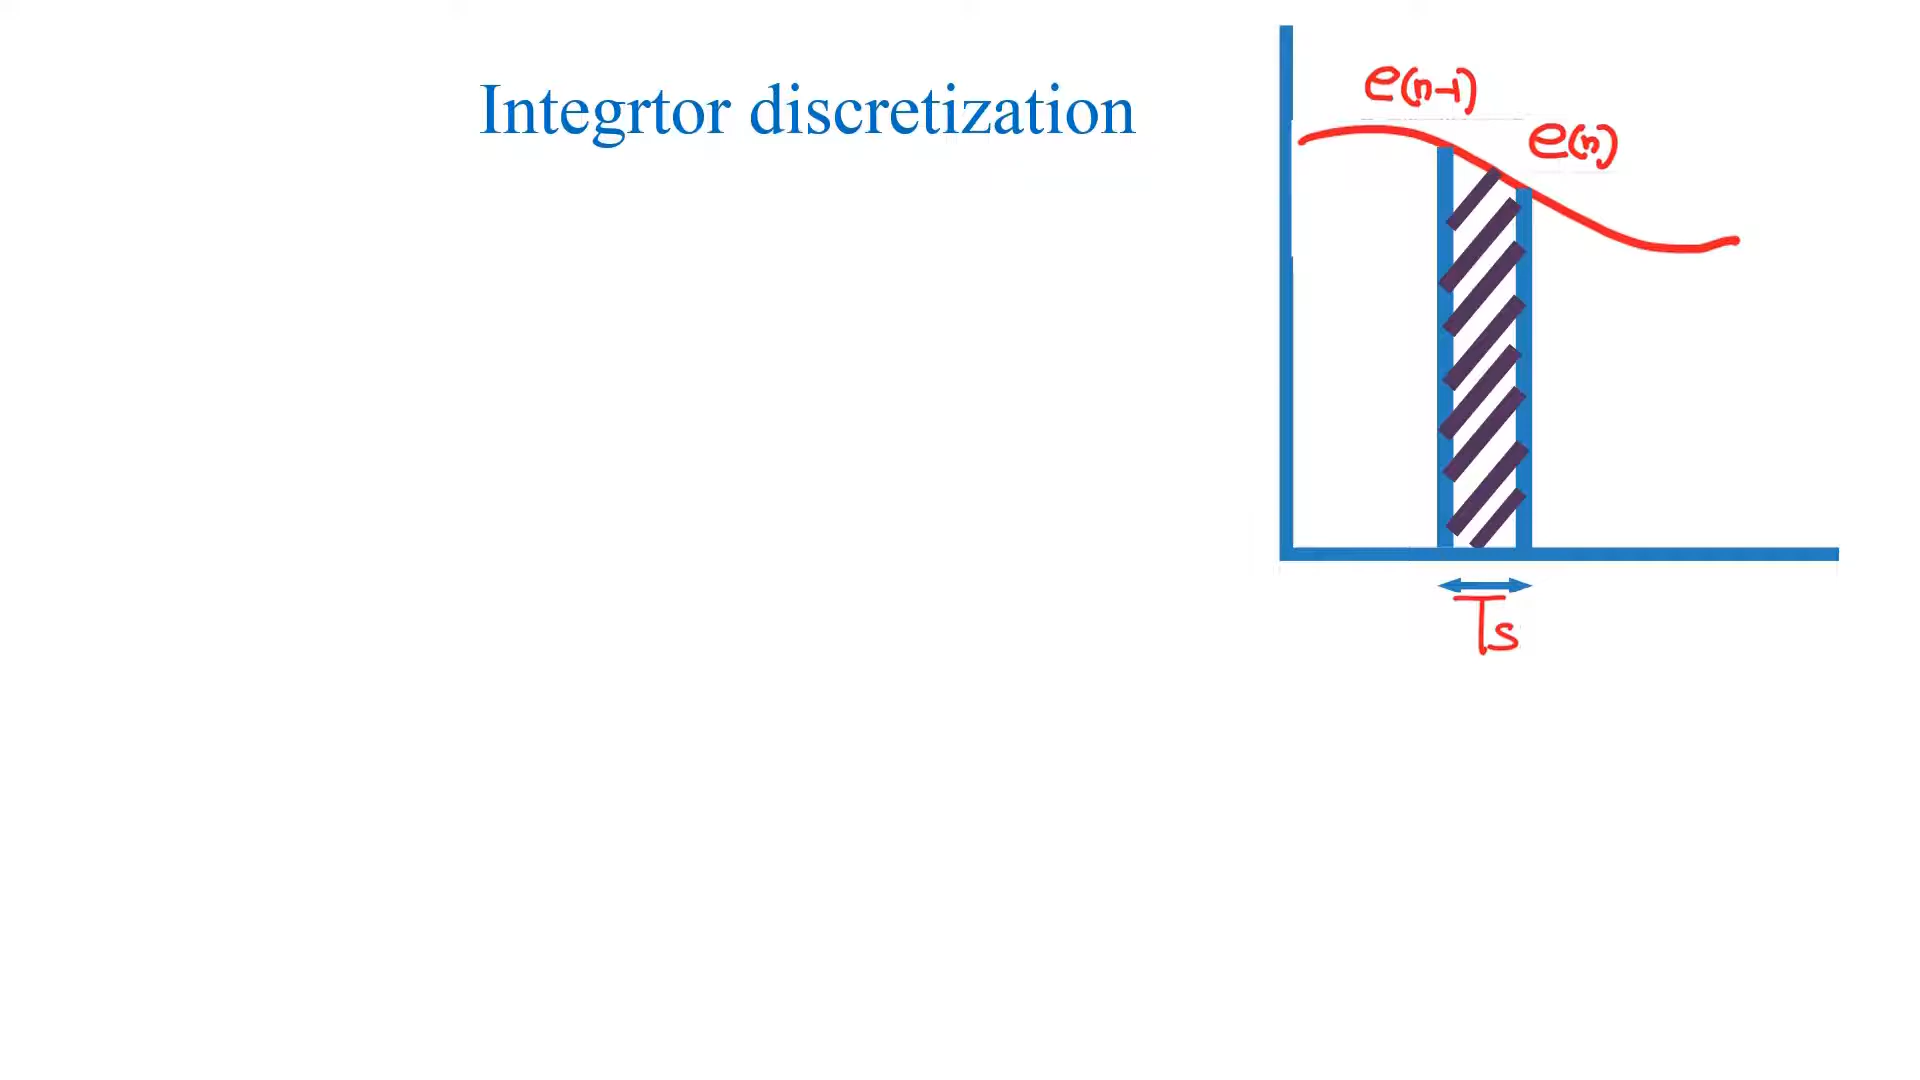 Integrtor discretization
e(n-1)
e(n)
Ts